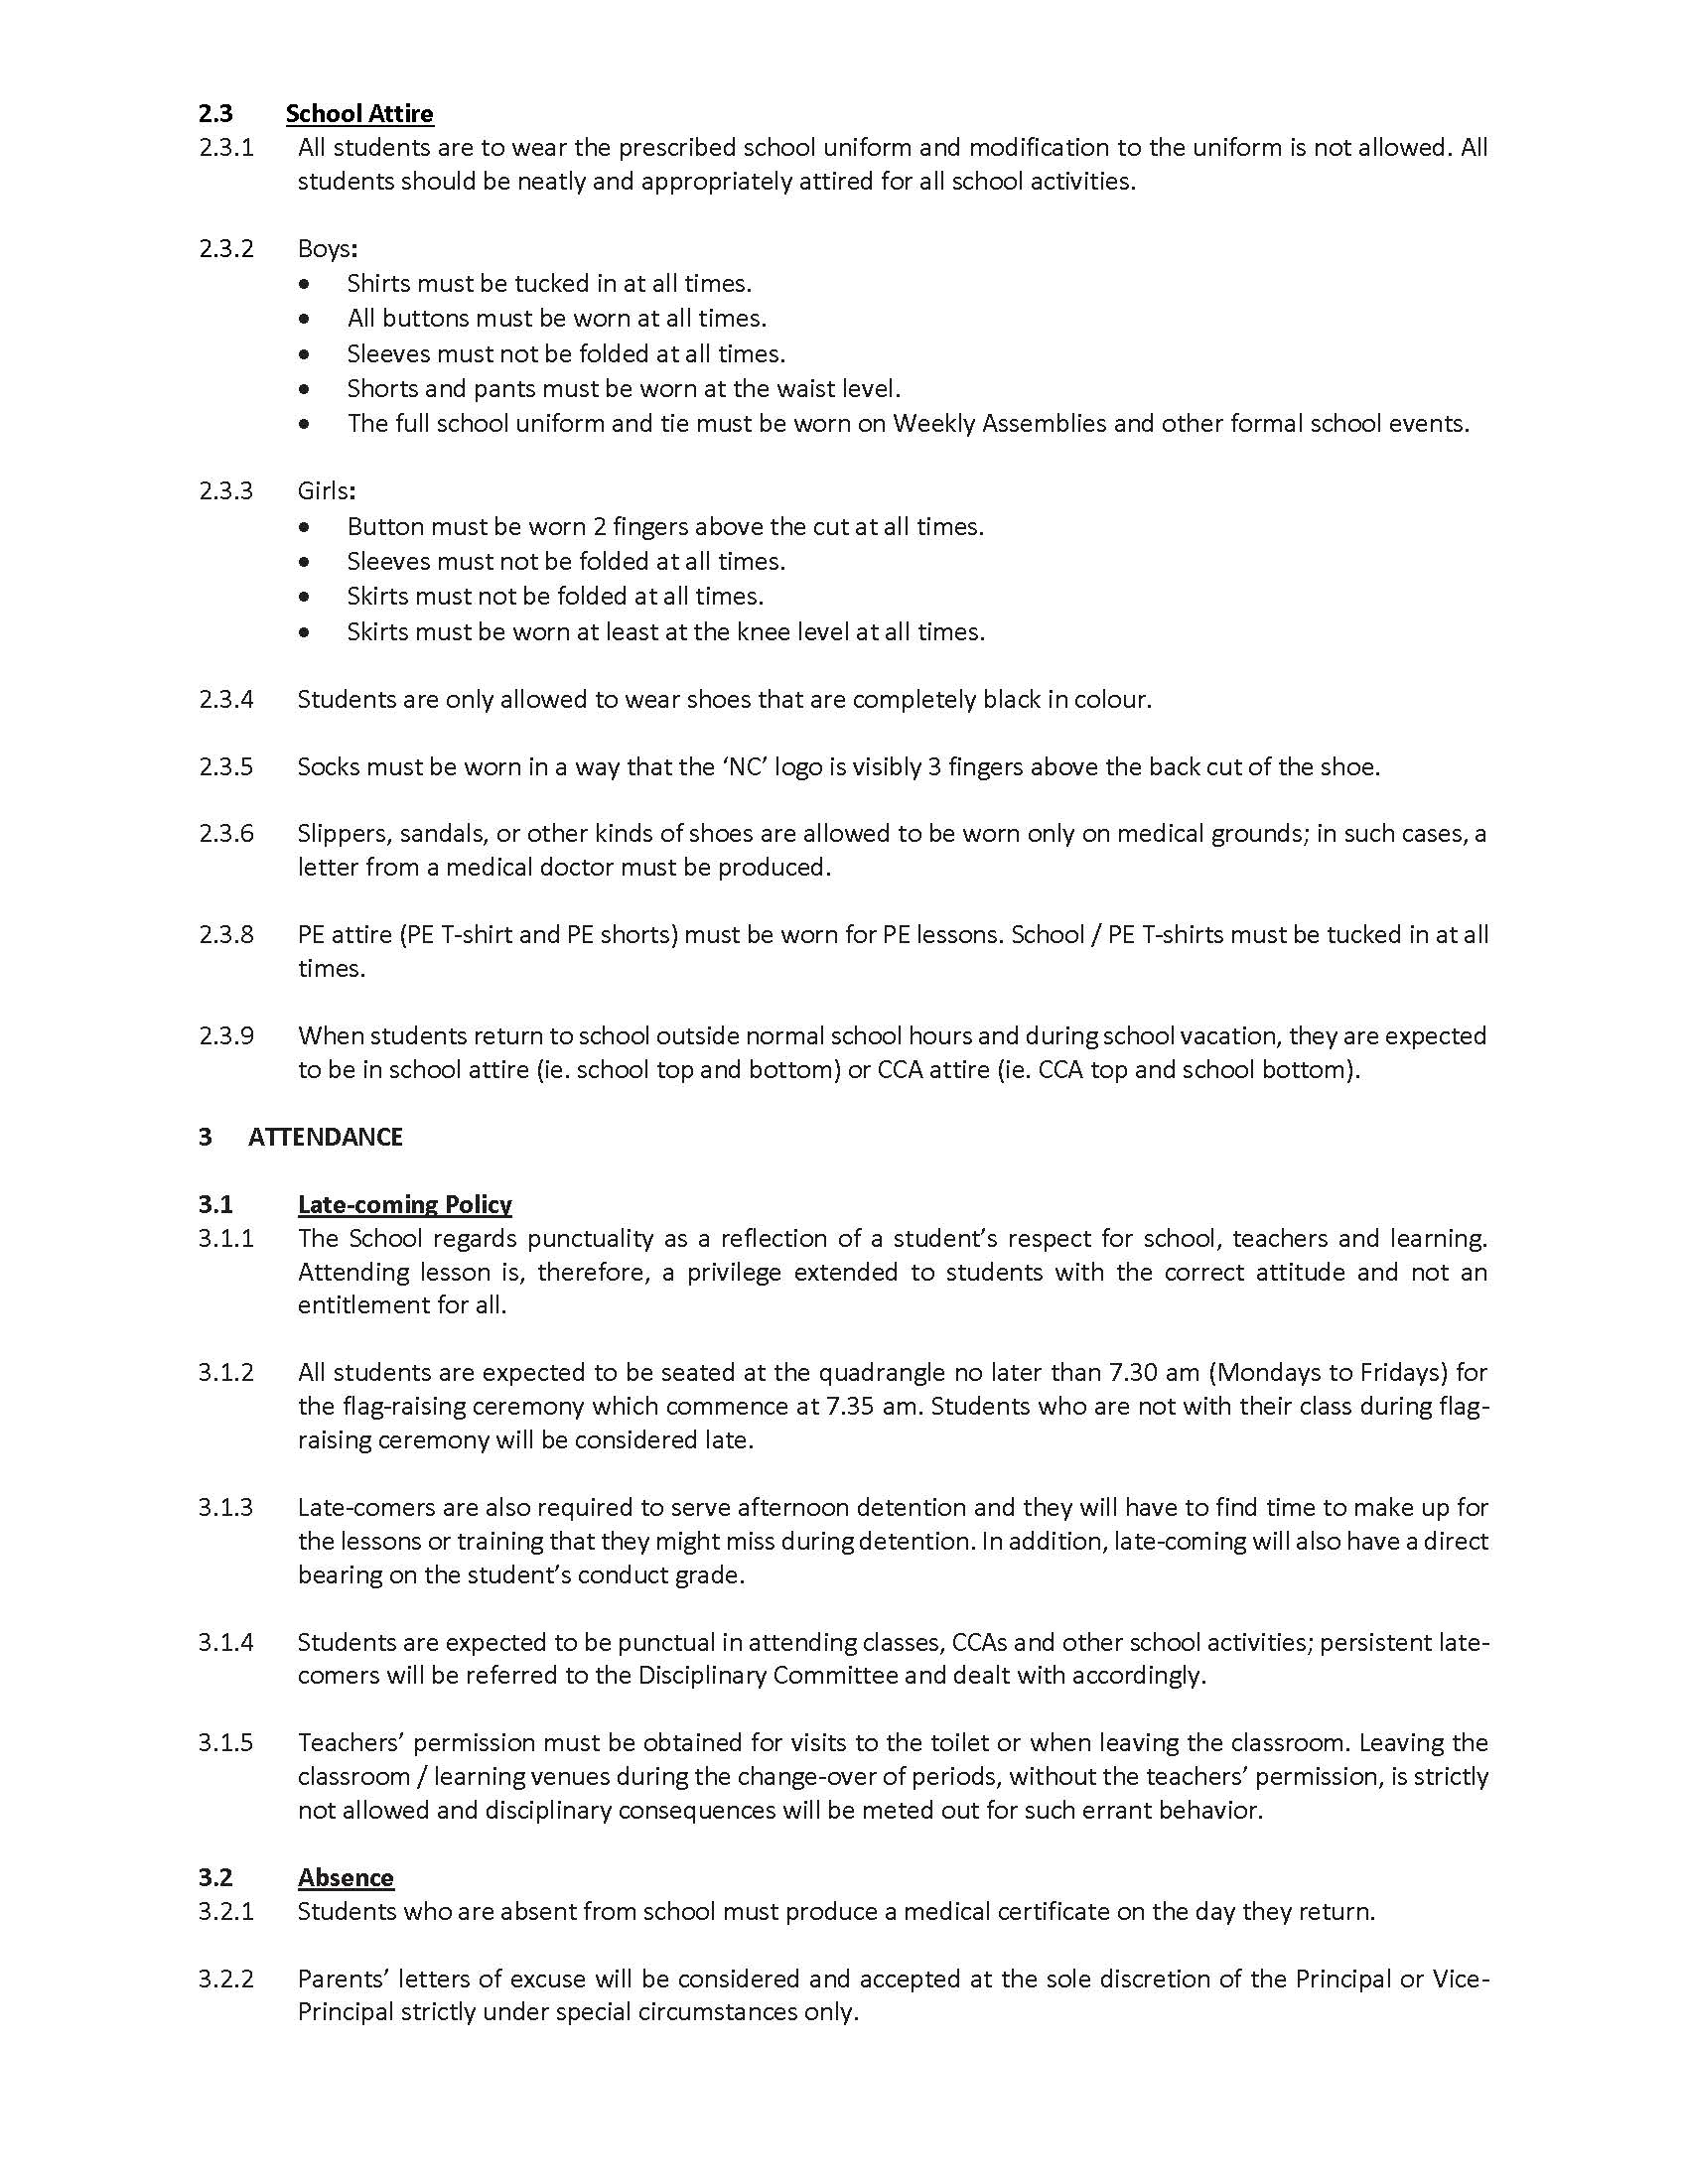 2.3 School Attire
2.3.1 All students are to wear the prescribed school uniform and modification to the uniform is not allowed. All
students should be neatly and appropriately attired for all school activities.
2.3.2 Boys:
• Shirts must be tucked in at all times.
• All buttons must be worn at all times.
• Sleeves must not be folded at all times.
• Shorts and pants must be worn at the waist level.
• The full school uniform and tie must be worn on Weekly Assemblies and other formal school events.
2.3.3 Girls:
• Button must be worn 2 fingers above the cut at all times.
• Sleeves must not be folded at all times.
• Skirts must not be folded at all times.
• Skirts must be worn at least at the knee level at all times.
2.3.4 Students are only allowed to wear shoes that are completely black in colour.
2.3.5 Socks must be worn in a way that the ‘NC’ logo is visibly 3 fingers above the back cut of the shoe.
2.3.6 Slippers, sandals, or other kinds of shoes are allowed to be worn only on medical grounds; in such cases, a
letter from a medical doctor must be produced.
2.3.8 PE attire (PE T-shirt and PE shorts) must be worn for PE lessons. School / PE T-shirts must be tucked in at all
times.
2.3.9 When students return to school outside normal school hours and during school vacation, they are expected
to be in school attire (ie. school top and bottom) or CCA attire (ie. CCA top and school bottom).
3 ATTENDANCE
3.1 Late-coming Policy
3.1.1 The School regards punctuality as a reflection of a student’s respect for school, teachers and learning.
Attending lesson is, therefore, a privilege extended to students with the correct attitude and not an
entitlement for all.
3.1.2 All students are expected to be seated at the quadrangle no later than 7.30 am (Mondays to Fridays) for
the flag-raising ceremony which commence at 7.35 am. Students who are not with their class during flag-
raising ceremony will be considered late.
3.1.3 Late-comers are also required to serve afternoon detention and they will have to find time to make up for
the lessons or training that they might miss during detention. In addition, late-coming will also have a direct
bearing on the student’s conduct grade.
3.1.4 Students are expected to be punctual in attending classes, CCAs and other school activities; persistent late-
comers will be referred to the Disciplinary Committee and dealt with accordingly.
3.1.5 Teachers’ permission must be obtained for visits to the toilet or when leaving the classroom. Leaving the
classroom / learning venues during the change-over of periods, without the teachers’ permission, is strictly
not allowed and disciplinary consequences will be meted out for such errant behavior.
3.2 Absence
3.2.1 Students who are absent from school must produce a medical certificate on the day they return.
3.2.2 Parents’ letters of excuse will be considered and accepted at the sole discretion of the Principal or Vice-
Principal strictly under special circumstances only.